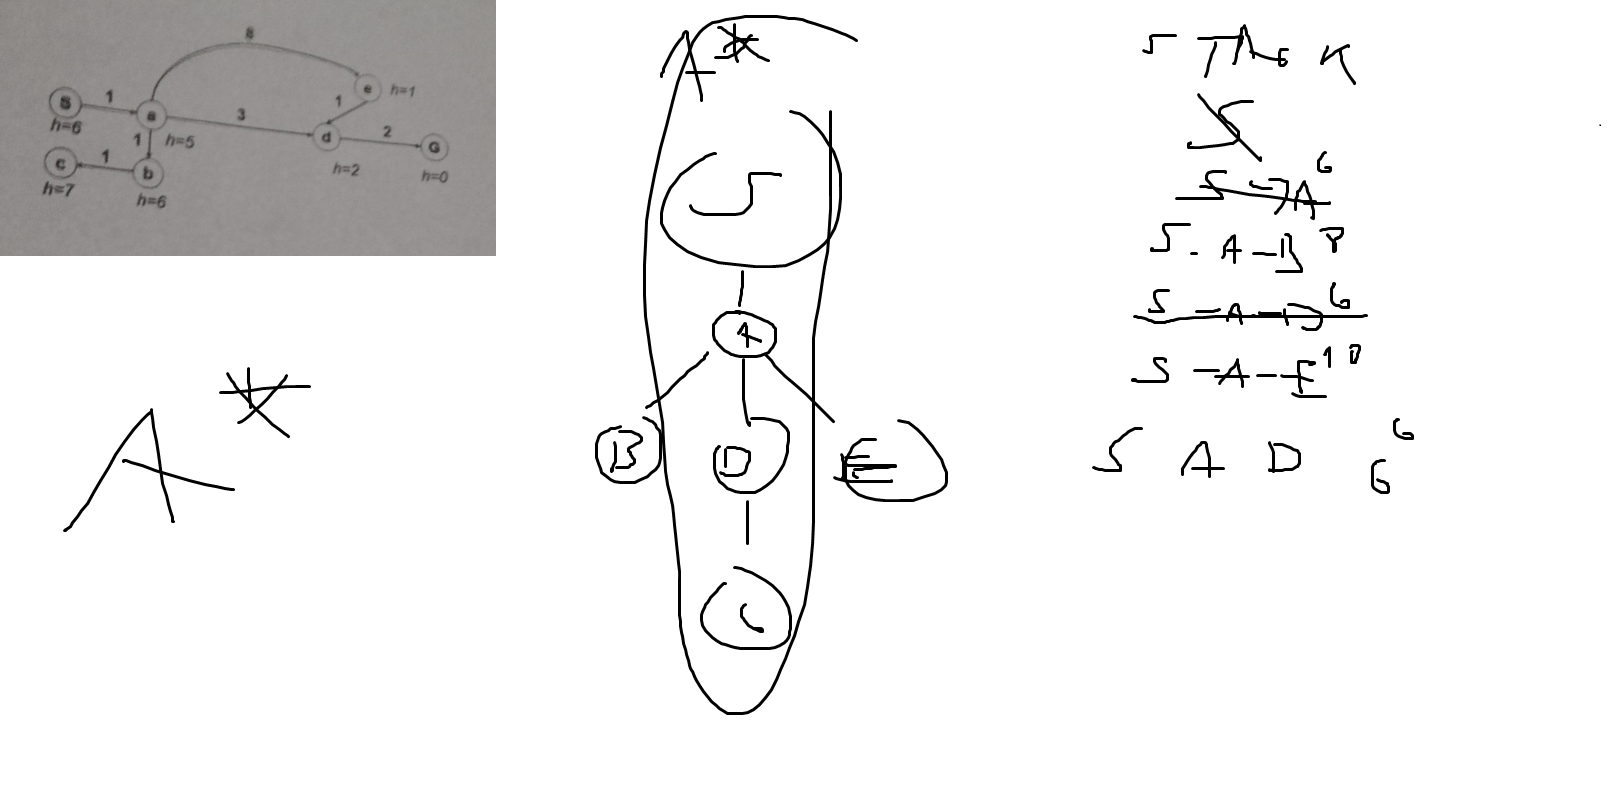 8
e
h=1
S
1
a
3
1
d
2
G
h=6
1
h=5
h=2
h=0
c
1
b
h=7
h=6
A*
A*
S
A
B
D
E
STACK
S
S → A 6
S - A - B 8
S - A - D 6
S - A - E 10
S A D G 6